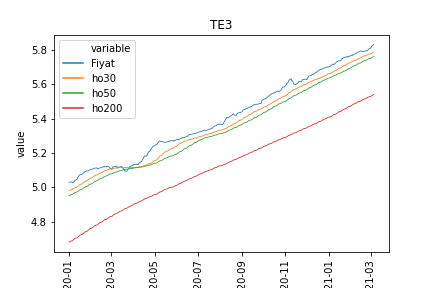 TE3
variable
Fiyat
ho30
ho50
ho200
value
5.8
5.6
5.4
5.2
5.0
4.8
20-01
20-03
20-05
20-07
20-09
20-11
21-01
21-03